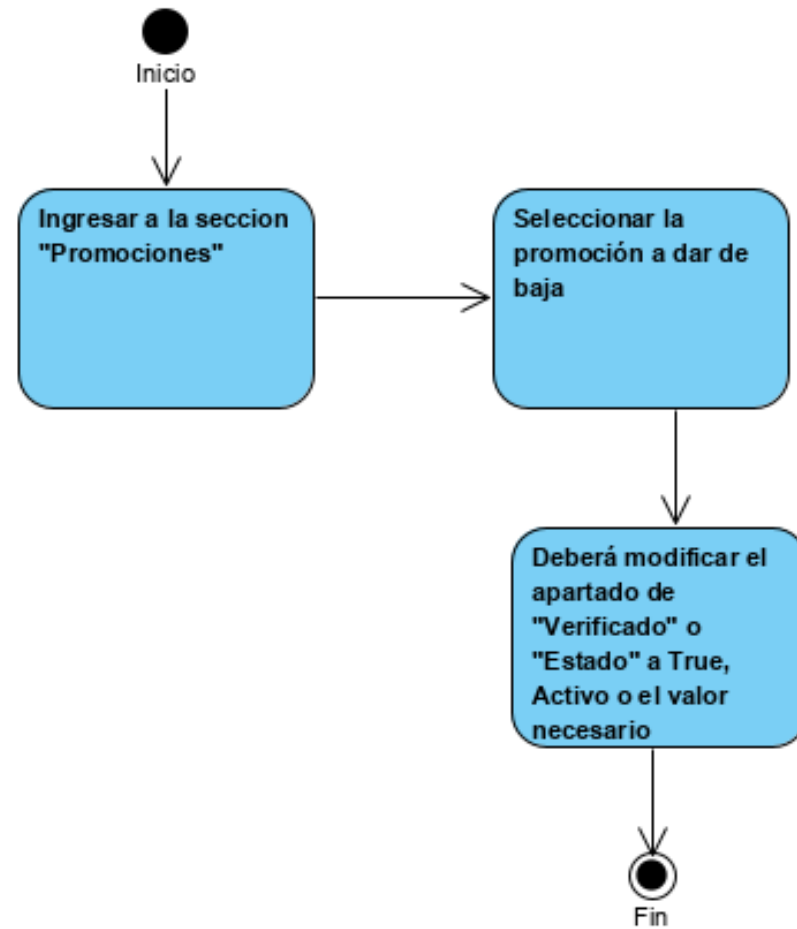 Inicio
Ingresar a la seccion
"Promociones"
Seleccionar la
promoción a dar de
baja
Deberá modificar el
apartado de
"Verificado" o
"Estado" a True,
Activo o el valor
necesario
Fin